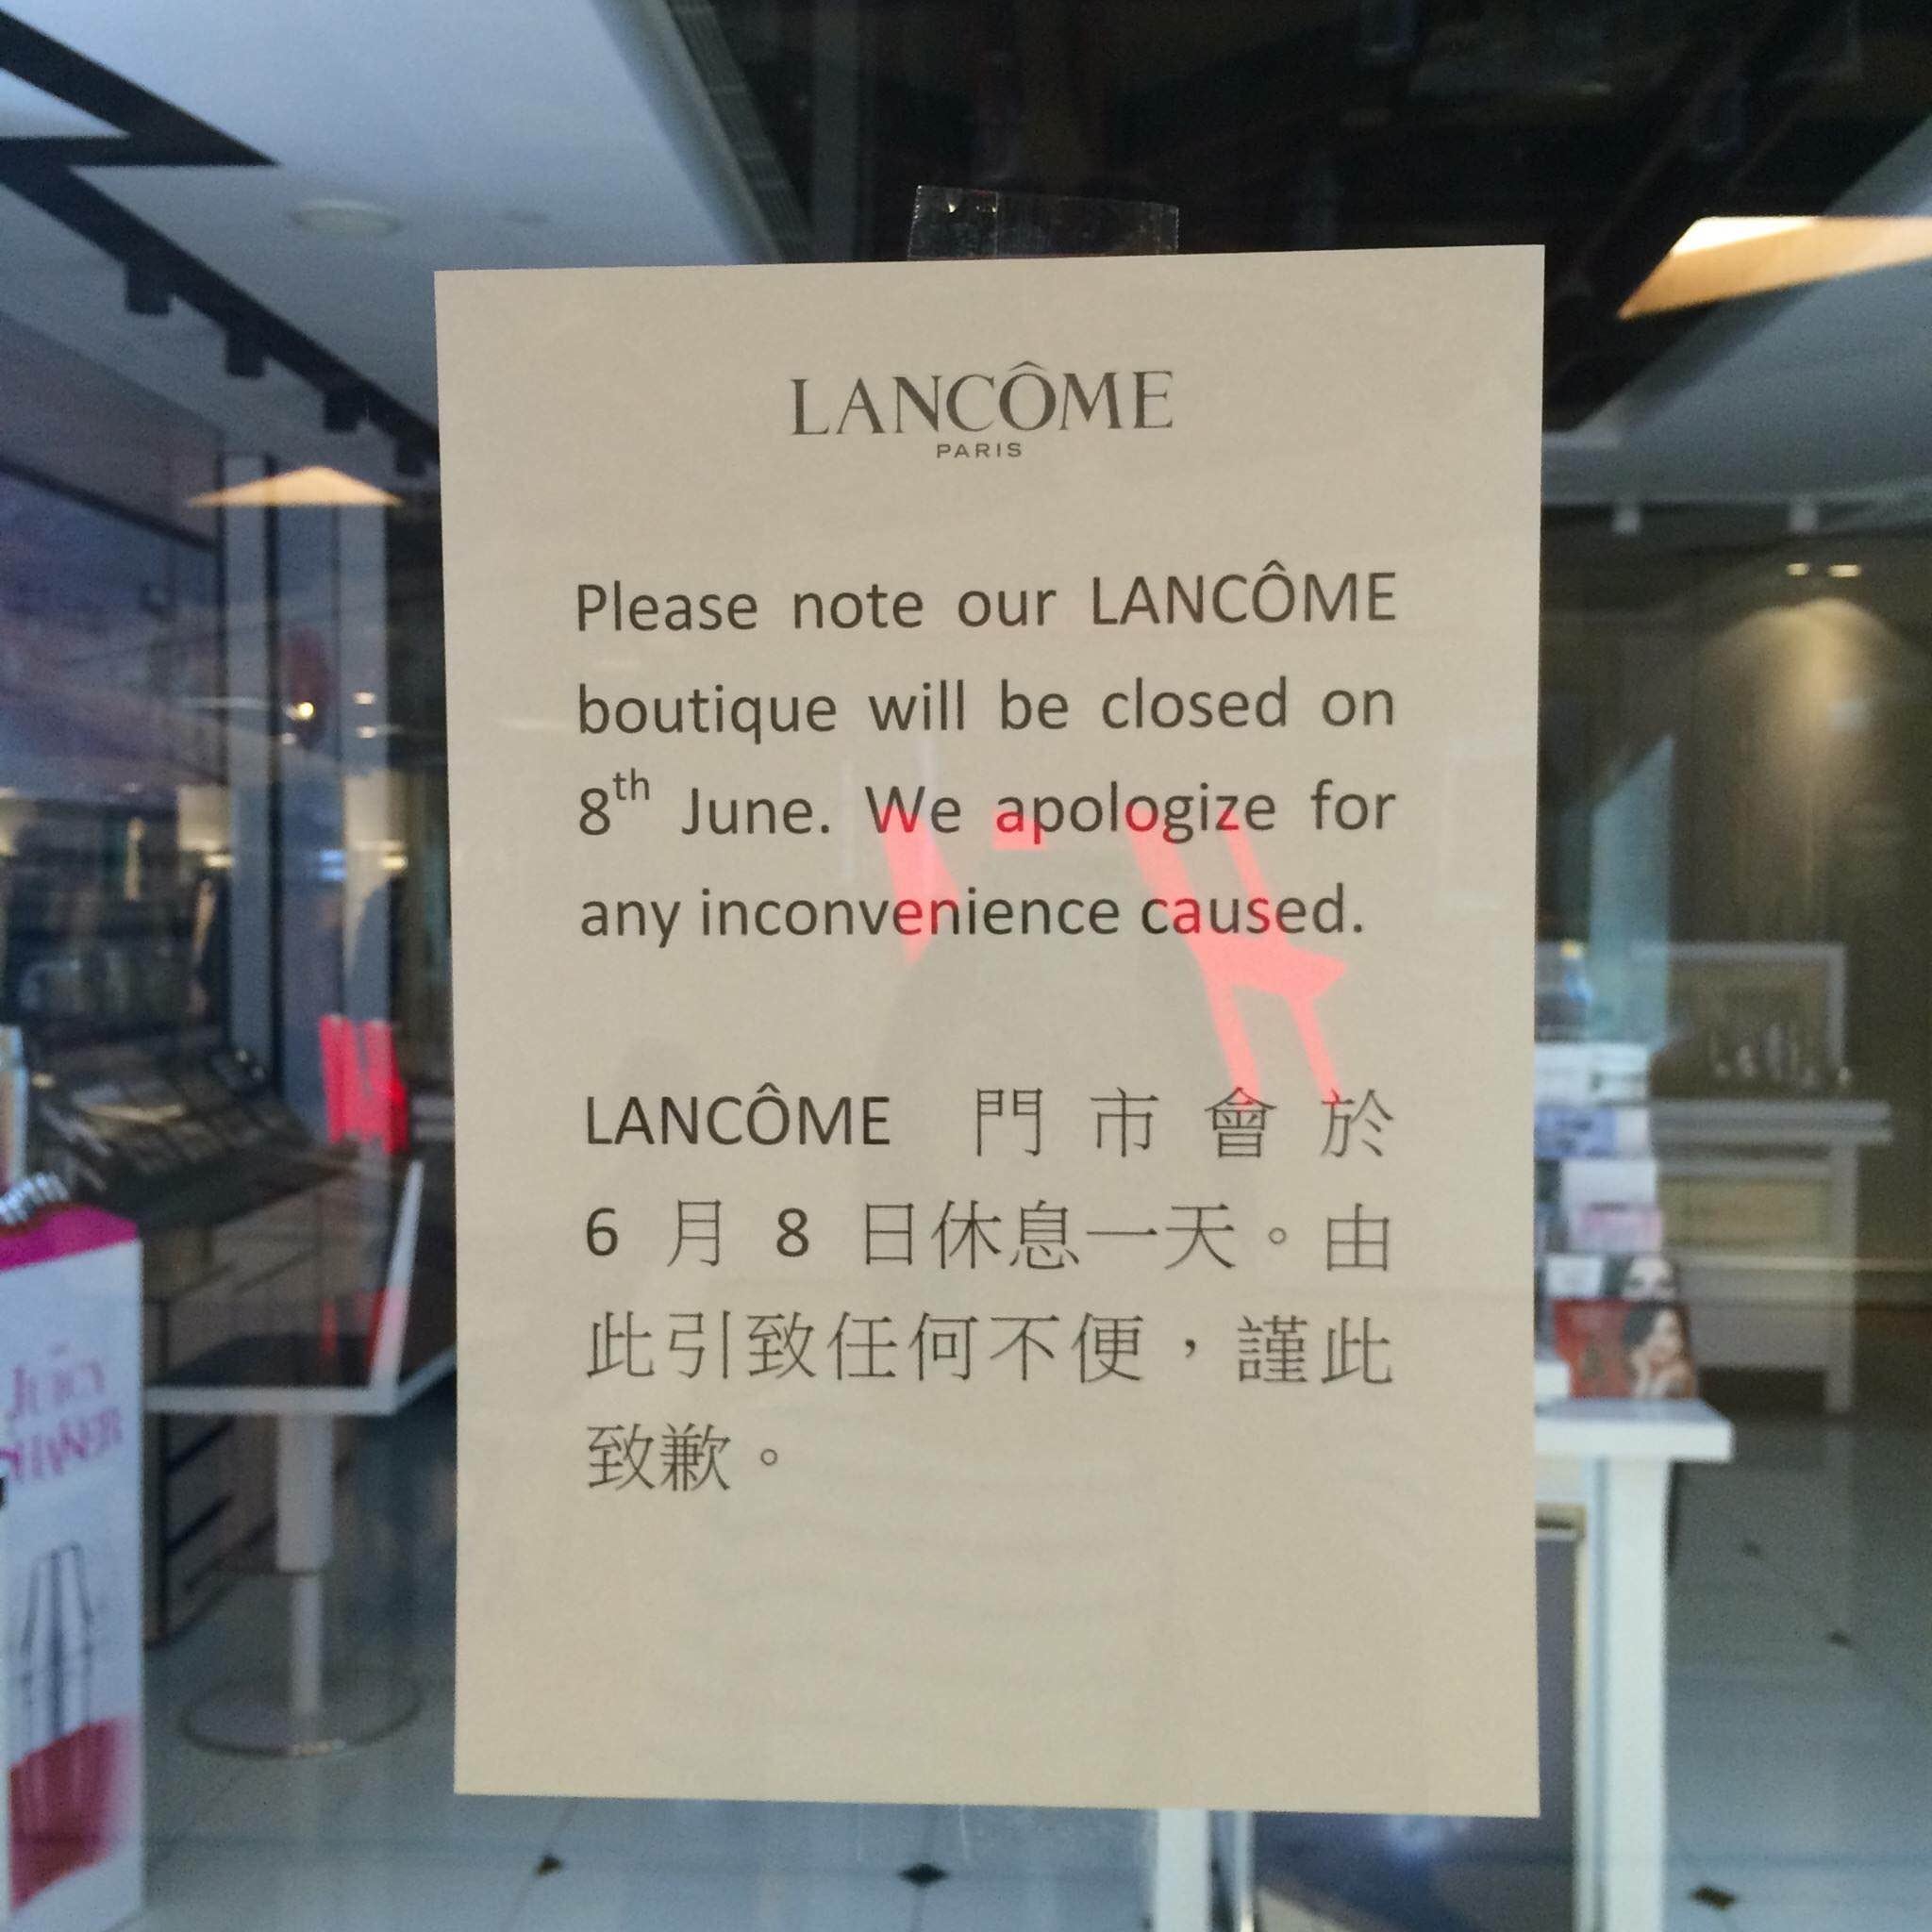 LANCÔME
PARIS
Please note our LANCÔME
boutique will be closed on
8th June. We apologize for
any inconvenience caused.
LANCÔME 門市會於
6月8日休息一天。由
此引致任何不便，謹此
致歉。
JUICY